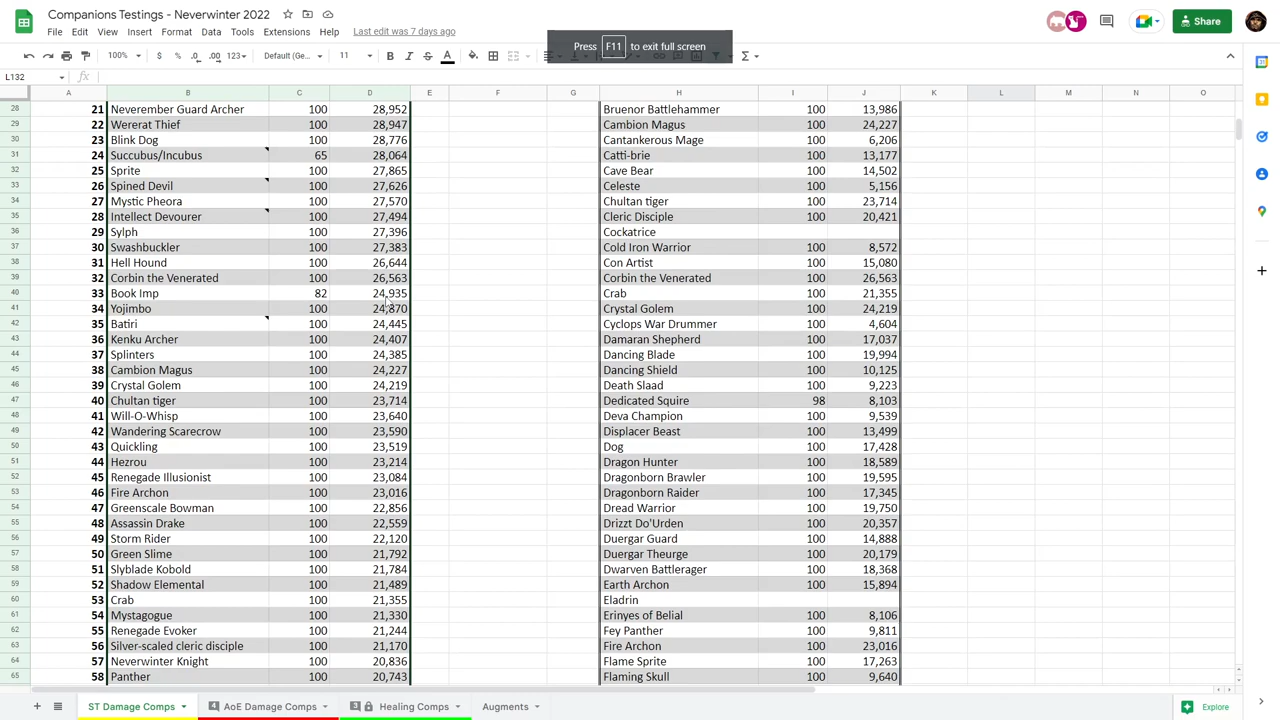 Companions Testings - Neverwinter 2022
File Edit View Insert Format Data Tools Extensions Help Last edit was 7 days ago
Share
Press F11 to exit full screen
100% $ % .0 .00 123 Default (Ge... 11 B I S A
L132 fx
A B C D E F G H I J K L M N O
28 21 Neverember Guard Archer 100 28,952 Bruenor Battlehammer 100 13,986
29 22 Wererat Thief 100 28,947 Cambion Magus 100 24,227
30 23 Blink Dog 100 28,776 Cantankerous Mage 100 6,206
31 24 Succubus/Incubus 65 28,064 Catti-brie 100 13,177
32 25 Sprite 100 27,865 Cave Bear 100 14,502
33 26 Spined Devil 100 27,626 Celeste 100 5,156
34 27 Mystic Pheora 100 27,570 Chultan tiger 100 23,714
35 28 Intellect Devourer 100 27,494 Cleric Disciple 100 20,421
36 29 Sylph 100 27,396 Cockatrice
37 30 Swashbuckler 100 27,383 Cold Iron Warrior 100 8,572
38 31 Hell Hound 100 26,644 Con Artist 100 15,080
39 32 Corbin the Venerated 100 26,563 Corbin the Venerated 100 26,563
40 33 Book Imp 82 24,935 Crab 100 21,355
41 34 Yojimbo 100 24,870 Crystal Golem 100 24,219
42 35 Batiri 100 24,445 Cyclops War Drummer 100 4,604
43 36 Kenku Archer 100 24,407 Damaran Shepherd 100 17,037
44 37 Splinters 100 24,385 Dancing Blade 100 19,994
45 38 Cambion Magus 100 24,227 Dancing Shield 100 10,125
46 39 Crystal Golem 100 24,219 Death Slaad 100 9,223
47 40 Chultan tiger 100 23,714 Dedicated Squire 98 8,103
48 41 Will-O-Whisp 100 23,640 Deva Champion 100 9,539
49 42 Wandering Scarecrow 100 23,590 Displacer Beast 100 13,499
50 43 Quickling 100 23,519 Dog 100 17,428
51 44 Hezrou 100 23,214 Dragon Hunter 100 18,589
52 45 Renegade Illusionist 100 23,084 Dragonborn Brawler 100 19,595
53 46 Fire Archon 100 23,016 Dragonborn Raider 100 17,345
54 47 Greenscale Bowman 100 22,856 Dread Warrior 100 19,750
55 48 Assassin Drake 100 22,559 Drizzt Do'Urden 100 20,357
56 49 Storm Rider 100 22,120 Duergar Guard 100 14,888
57 50 Green Slime 100 21,792 Duergar Theurge 100 20,179
58 51 Slyblade Kobold 100 21,784 Dwarven Battlerager 100 18,368
59 52 Shadow Elemental 100 21,489 Earth Archon 100 15,894
60 53 Crab 100 21,355 Eladrin
61 54 Mystagogue 100 21,330 Erinyes of Belial 100 8,106
62 55 Renegade Evoker 100 21,244 Fey Panther 100 9,811
63 56 Silver-scaled cleric disciple 100 21,170 Fire Archon 100 23,016
64 57 Neverwinter Knight 100 20,836 Flame Sprite 100 17,263
65 58 Panther 100 20,743 Flaming Skull 100 9,640
ST Damage Comps 4 AoE Damage Comps 3 Healing Comps Augments Explore